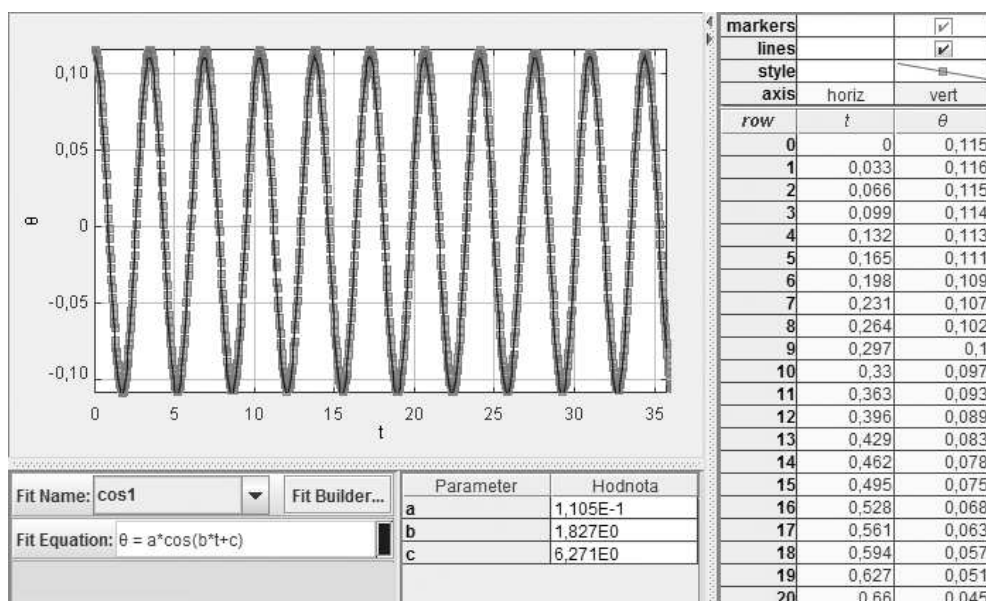 0,10
0,05
0
-0,05
-0,10
θ
0 5 10 15 20 25 30 35
t
Fit Name: cos1 Fit Builder...
Fit Equation: θ = a*cos(b*t+c)
Parameter Hodnota
a 1,105E-1
b 1,827E0
c 6,271E0
markers
lines
style
axis horiz vert
row t θ
0 0 0,115
1 0,033 0,116
2 0,066 0,115
3 0,099 0,114
4 0,132 0,113
5 0,165 0,111
6 0,198 0,109
7 0,231 0,107
8 0,264 0,102
9 0,297 0,1
10 0,33 0,097
11 0,363 0,093
12 0,396 0,089
13 0,429 0,083
14 0,462 0,078
15 0,495 0,075
16 0,528 0,068
17 0,561 0,063
18 0,594 0,057
19 0,627 0,051
20 0,66 0,045